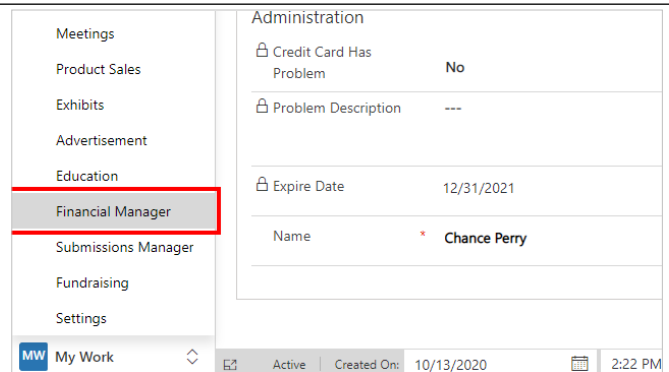 Meetings
Product Sales
Exhibits
Advertisement
Education
Financial Manager
Submissions Manager
Fundraising
Settings
MW My Work
Administration
Credit Card Has
Problem No
Problem Description ---
Expire Date 12/31/2021
Name * Chance Perry
Active Created On: 10/13/2020 2:22 PM